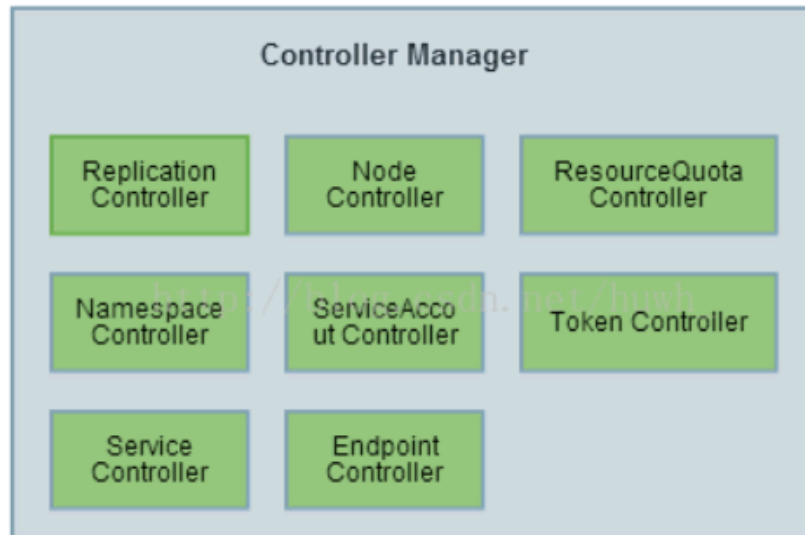 Controller Manager
Replication
Controller
Node
Controller
ResourceQuota
Controller
Namespace
Controller
ServiceAcco
ut Controller
Token Controller
Service
Controller
Endpoint
Controller